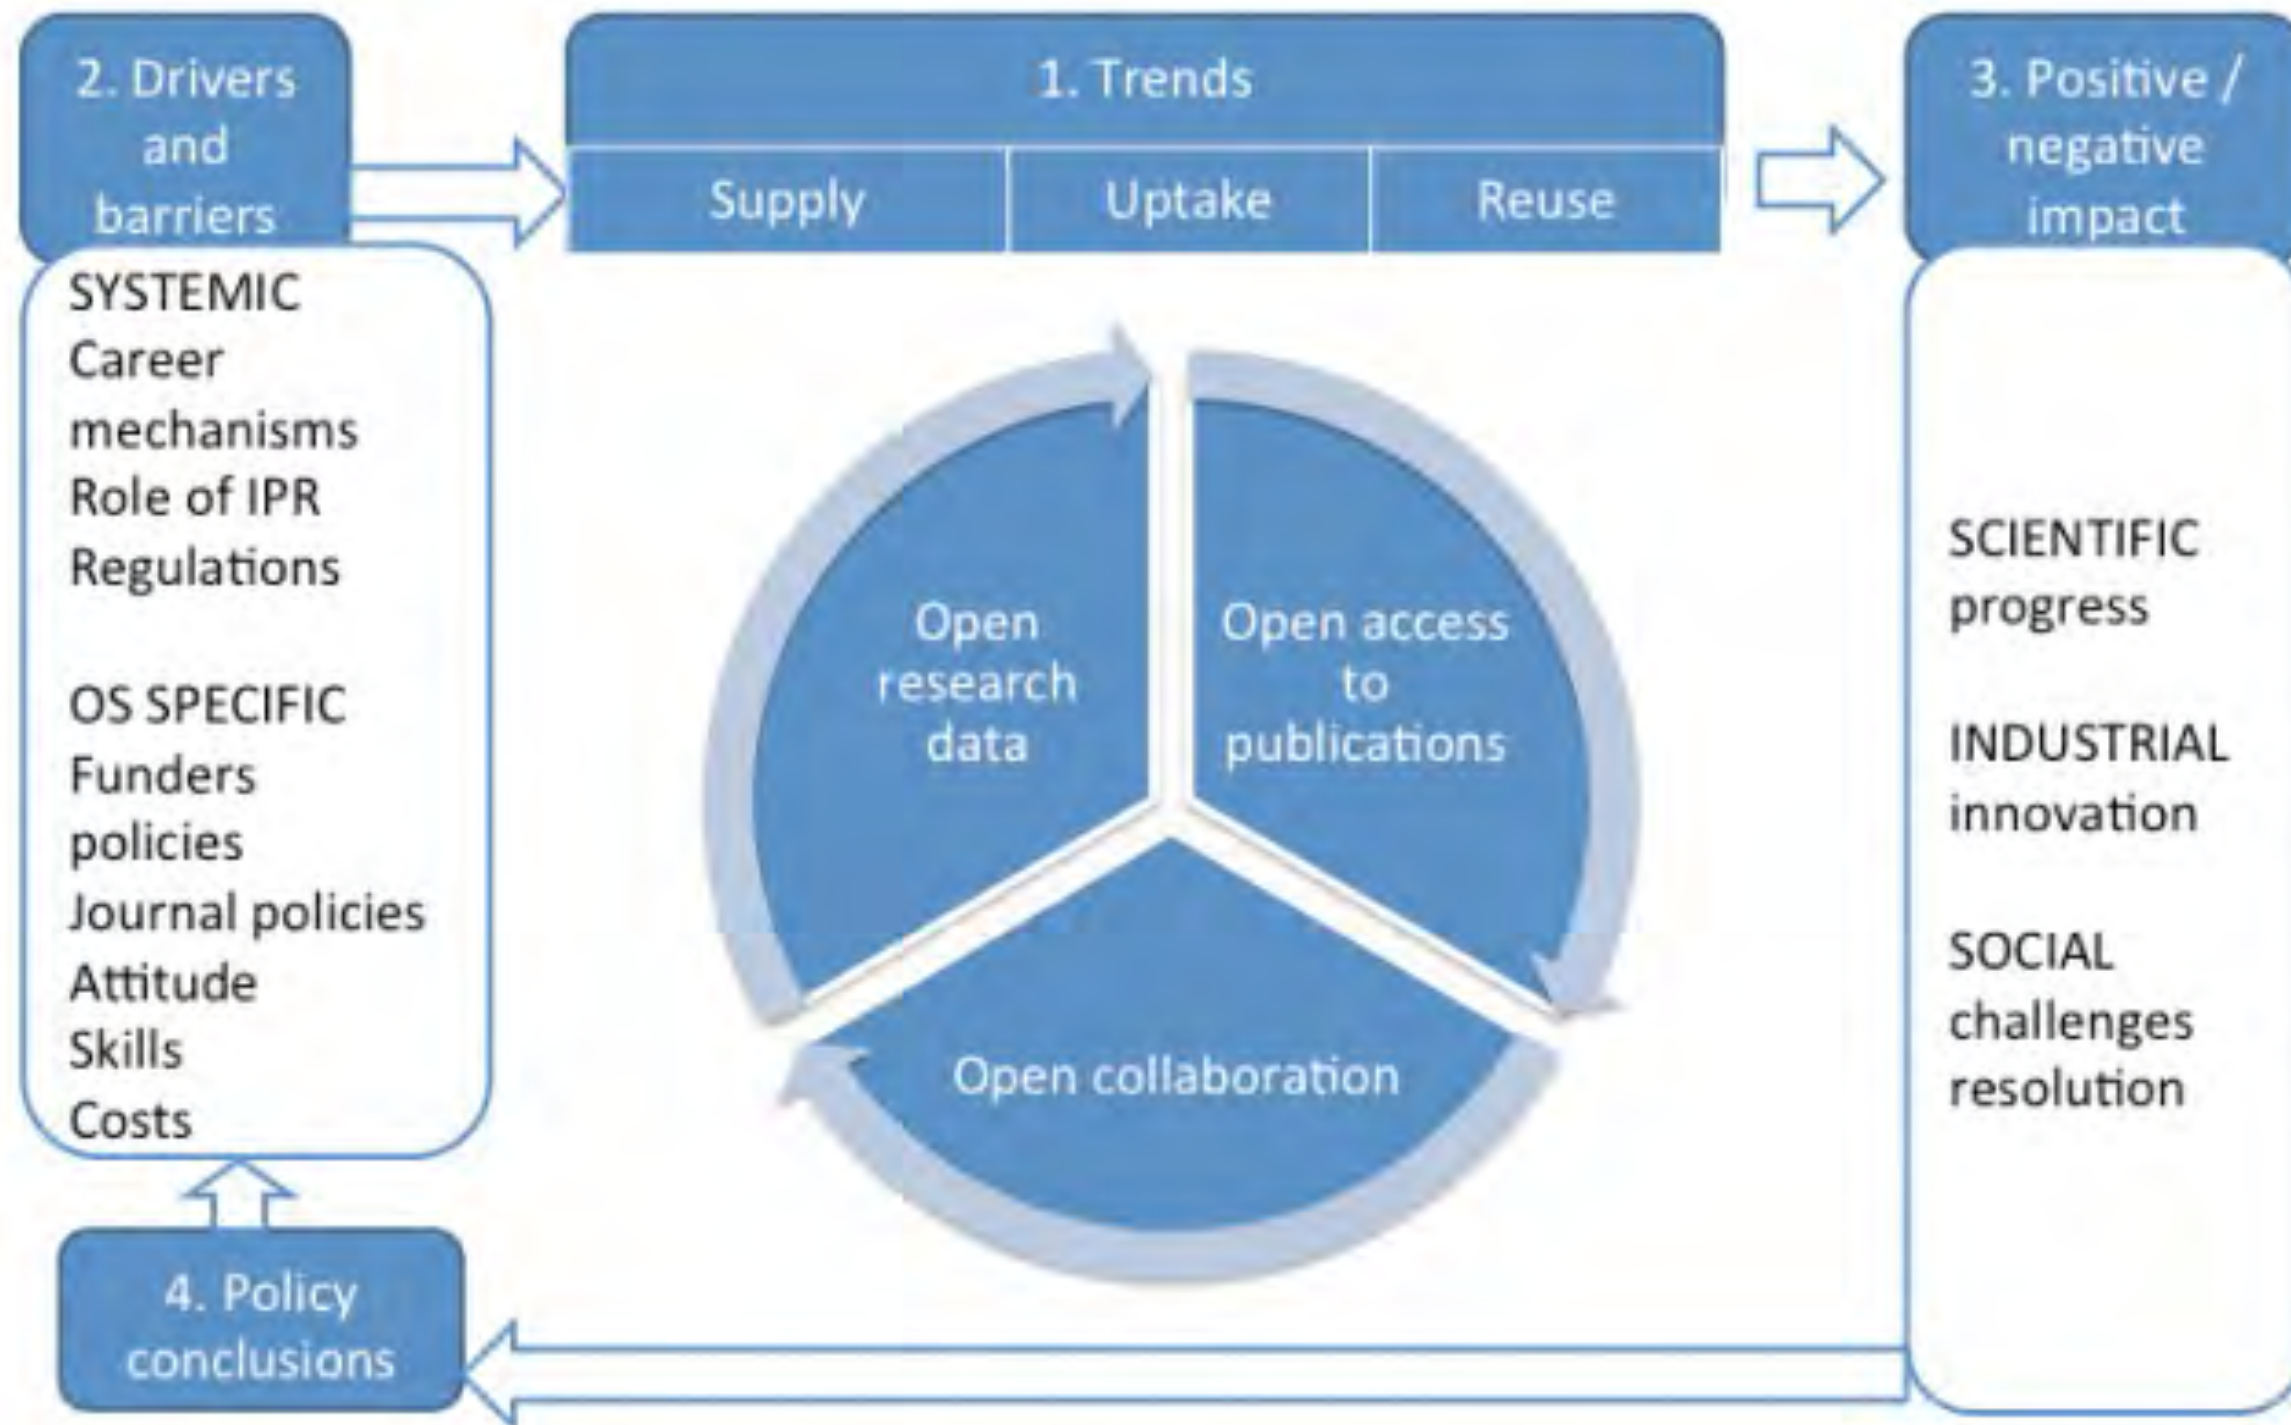 2. Drivers
and
barriers
SYSTEMIC
Career
mechanisms
Role of IPR
Regulations
OS SPECIFIC
Funders
policies
Journal policies
Attitude
Skills
Costs
4. Policy
conclusions
1. Trends
Supply
Uptake
Reuse
Open
research
data
Open access
to
publications
Open collaboration
3. Positive /
negative
impact
SCIENTIFIC
progress
INDUSTRIAL
innovation
SOCIAL
challenges
resolution